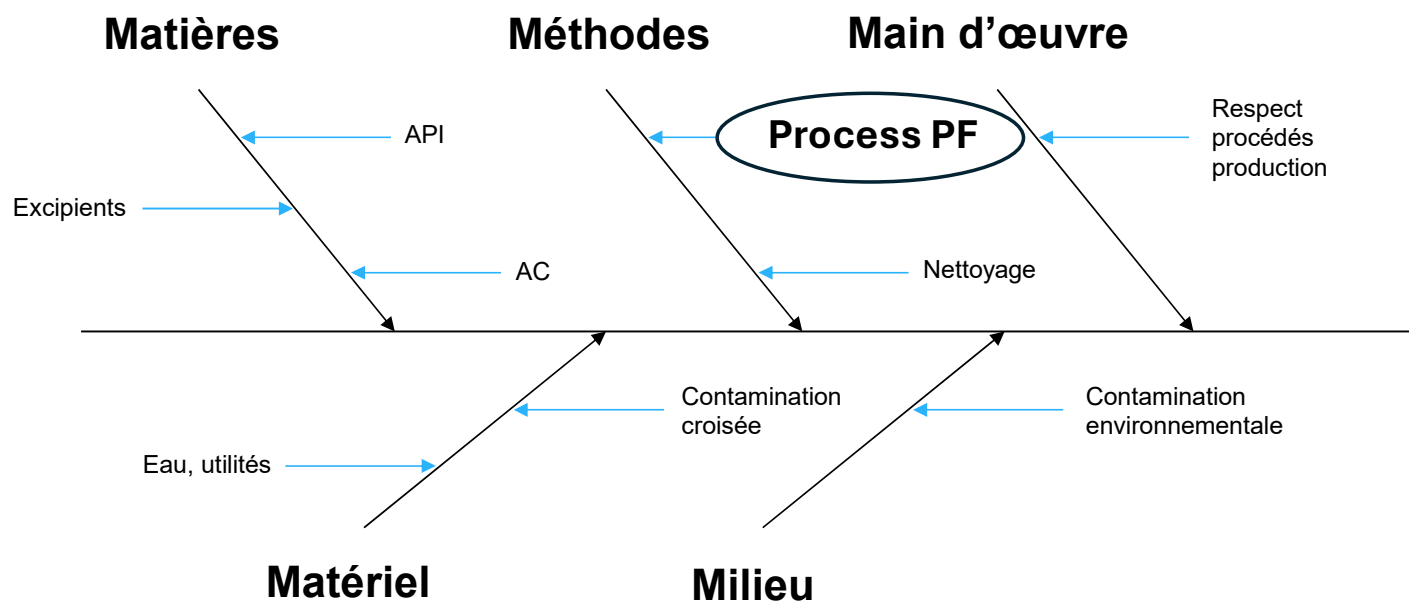 Matières
Méthodes
Main d’œuvre
API
Process PF
Respect
procédés
production
Excipients
AC
Nettoyage
Contamination
croisée
Contamination
environnementale
Eau, utilités
Matériel
Milieu